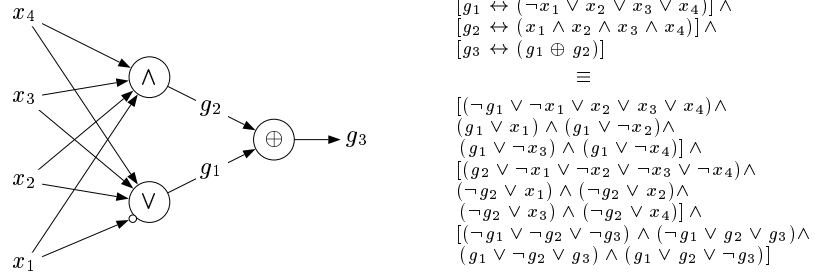 x4
x3
x2
x1
∧
∨
g2
g1
⊕
g3
[g1 ↔ (¬x1 ∨ x2 ∨ x3 ∨ x4)] ∧
[g2 ↔ (x1 ∧ x2 ∧ x3 ∧ x4)] ∧
[g3 ↔ (g1 ⊕ g2)]
≡
[(¬g1 ∨ ¬x1 ∨ x2 ∨ x3 ∨ x4)∧
(g1 ∨ x1) ∧ (g1 ∨ ¬x2)∧
(g1 ∨ ¬x3) ∧ (g1 ∨ ¬x4)] ∧
[(g2 ∨ ¬x1 ∨ ¬x2 ∨ ¬x3 ∨ ¬x4)∧
(¬g2 ∨ x1) ∧ (¬g2 ∨ x2)∧
(¬g2 ∨ x3) ∧ (¬g2 ∨ x4)] ∧
[(¬g1 ∨ ¬g2 ∨ ¬g3) ∧ (¬g1 ∨ g2 ∨ g3)∧
(g1 ∨ ¬g2 ∨ g3) ∧ (g1 ∨ g2 ∨ ¬g3)]